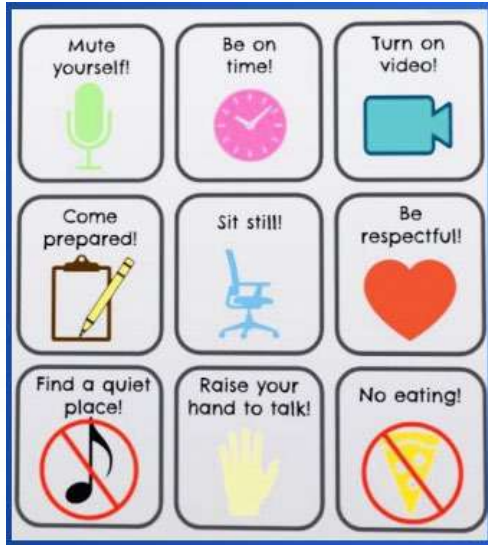 Mute
yourself!
Be on
time!
Turn on
video!
Come
prepared!
Sit still!
Be
respectful!
Find a quiet
place!
Raise your
hand to talk!
No eating!